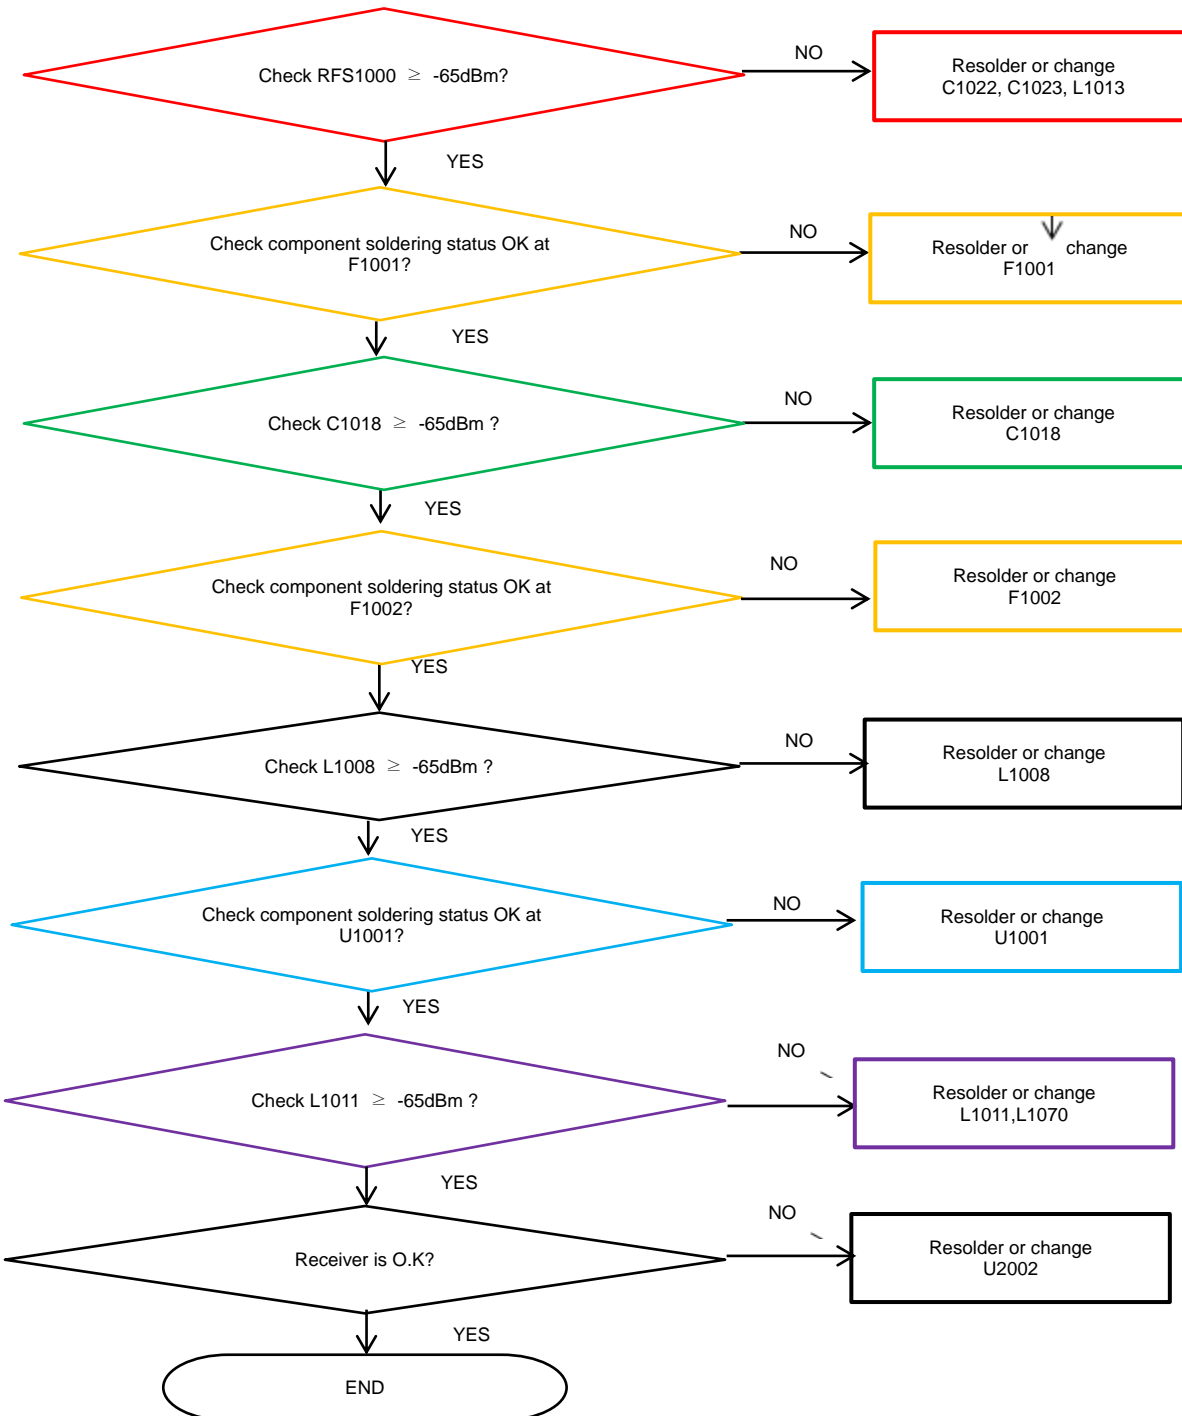 Check RFS1000 ≥ -65dBm?
NO
Resolder or change
C1022, C1023, L1013
YES
Check component soldering status OK at
F1001?
NO
Resolder or change
F1001
YES
Check C1018 ≥ -65dBm ?
NO
Resolder or change
C1018
YES
Check component soldering status OK at
F1002?
NO
Resolder or change
F1002
YES
Check L1008 ≥ -65dBm ?
NO
Resolder or change
L1008
YES
Check component soldering status OK at
U1001?
NO
Resolder or change
U1001
YES
Check L1011 ≥ -65dBm ?
NO
Resolder or change
L1011,L1070
YES
Receiver is O.K?
NO
Resolder or change
U2002
YES
END